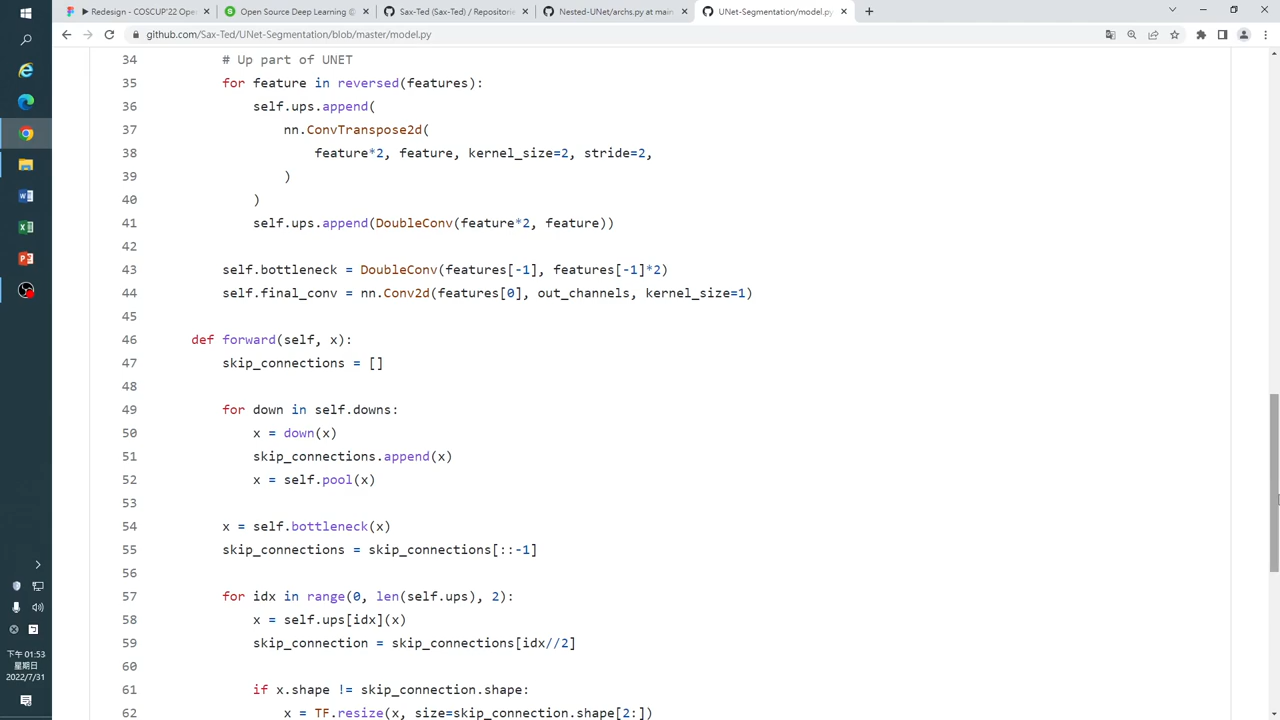 ▶ Redesign - COSCUP'22 Ope
Open Source Deep Learning @
Sax-Ted (Sax-Ted) / Repositorie
Nested-UNet/archs.py at main
UNet-Segmentation/model.py
github.com/Sax-Ted/UNet-Segmentation/blob/master/model.py
34 # Up part of UNET
35 for feature in reversed(features):
36 self.ups.append(
37 nn.ConvTranspose2d(
38 feature*2, feature, kernel_size=2, stride=2,
39 )
40 )
41 self.ups.append(DoubleConv(feature*2, feature))
42
43 self.bottleneck = DoubleConv(features[-1], features[-1]*2)
44 self.final_conv = nn.Conv2d(features[0], out_channels, kernel_size=1)
45
46 def forward(self, x):
47 skip_connections = []
48
49 for down in self.downs:
50 x = down(x)
51 skip_connections.append(x)
52 x = self.pool(x)
53
54 x = self.bottleneck(x)
55 skip_connections = skip_connections[::-1]
56
57 for idx in range(0, len(self.ups), 2):
58 x = self.ups[idx](x)
59 skip_connection = skip_connections[idx//2]
60
61 if x.shape != skip_connection.shape:
62 x = TF.resize(x, size=skip_connection.shape[2:])
下午 01:53
星期日
2022/7/31